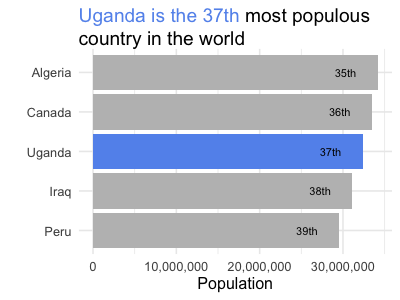 Uganda is the 37th most populous
country in the world
Algeria
35th
Canada
36th
Uganda
37th
Iraq
38th
Peru
39th
0
10,000,000
20,000,000
30,000,000
Population